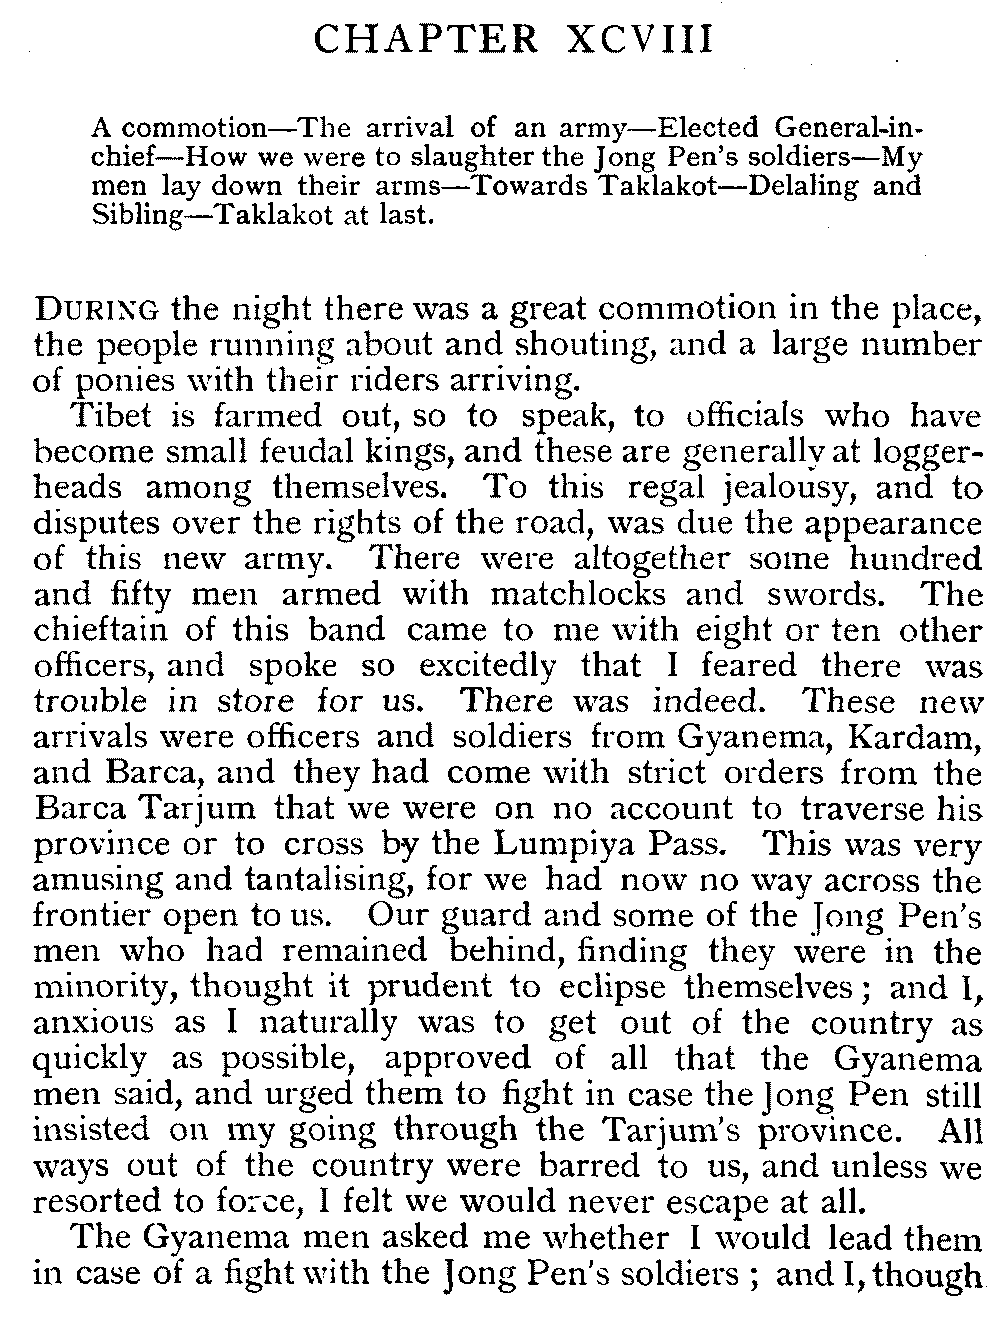 CHAPTER XCVIII
A commotion—The arrival of an army—Elected General-in-
chief—How we were to slaughter the Jong Pen's soldiers—My
men lay down their arms—Towards Taklakot—Delaling and
Sibling—Taklakot at last.
DURING the night there was a great commotion in the place,
the people running about and shouting, and a large number
of ponies with their riders arriving.
Tibet is farmed out, so to speak, to officials who have
become small feudal kings, and these are generally at logger-
heads among themselves. To this regal jealousy, and to
disputes over the rights of the road, was due the appearance
of this new army. There were altogether some hundred
and fifty men armed with matchlocks and swords. The
chieftain of this band came to me with eight or ten other
officers, and spoke so excitedly that I feared there was
trouble in store for us. There was indeed. These new
arrivals were officers and soldiers from Gyanema, Kardam,
and Barca, and they had come with strict orders from the
Barca Tarjum that we were on no account to traverse his
province or to cross by the Lumpiya Pass. This was very
amusing and tantalising, for we had now no way across the
frontier open to us. Our guard and some of the Jong Pen's
men who had remained behind, finding they were in the
minority, thought it prudent to eclipse themselves; and I,
anxious as I naturally was to get out of the country as
quickly as possible, approved of all that the Gyanema
men said, and urged them to fight in case the Jong Pen still
insisted on my going through the Tarjum's province. All
ways out of the country were barred to us, and unless we
resorted to force, I felt we would never escape at all.
The Gyanema men asked me whether I would lead them
in case of a fight with the Jong Pen's soldiers; and I, though